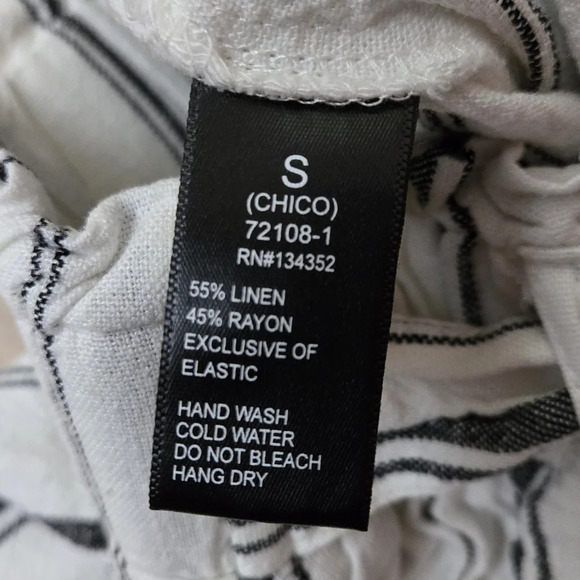 S
(CHICO)
72108-1
RN#134352
55% LINEN
45% RAYON
EXCLUSIVE OF
ELASTIC
HAND WASH
COLD WATER
DO NOT BLEACH
HANG DRY